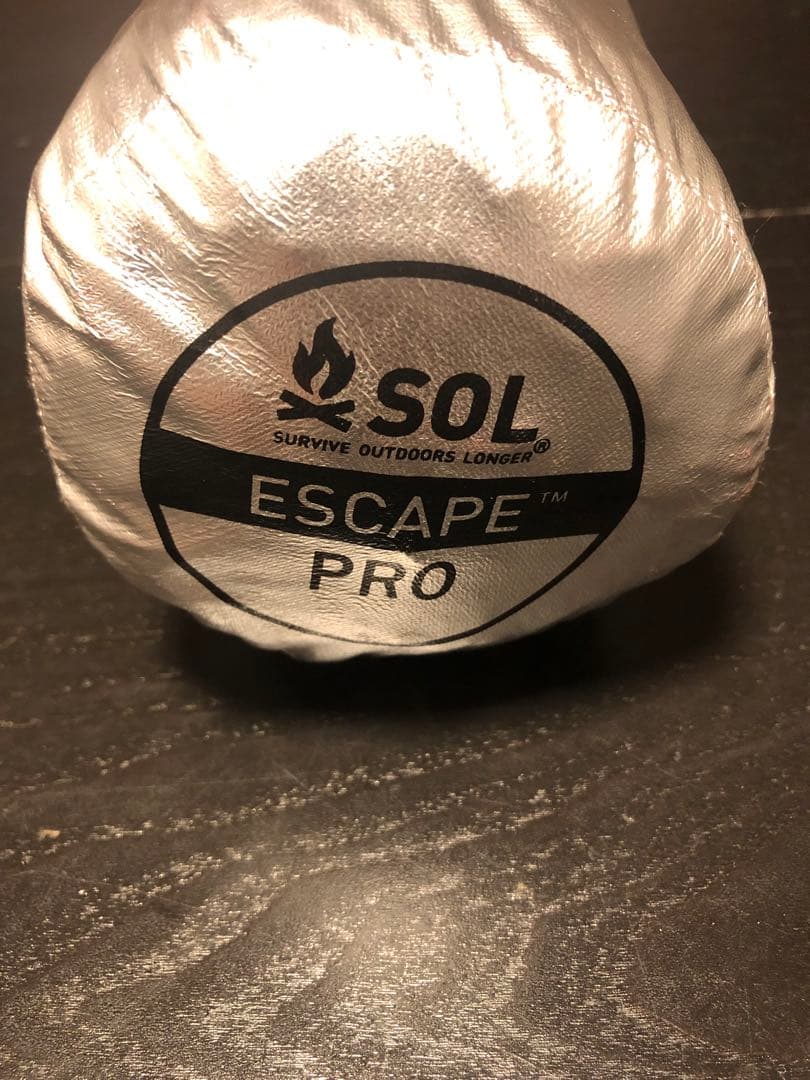 SOL
SURVIVE OUTDOORS LONGER®
ESCAPE™
PRO